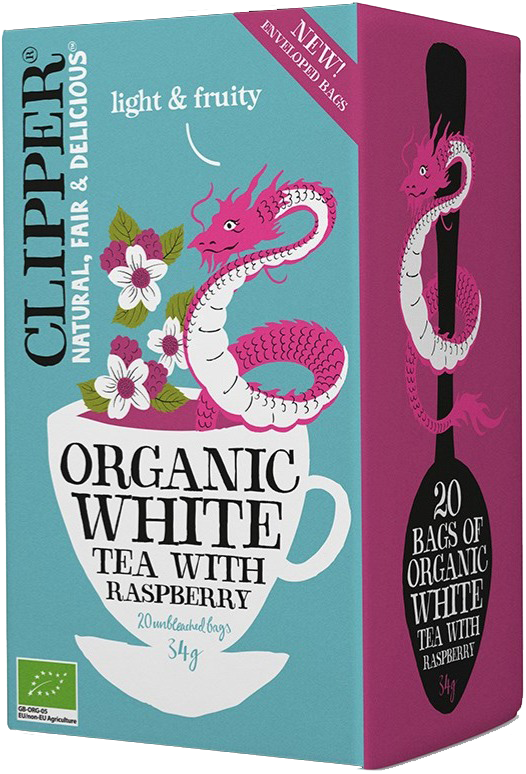 CLIPPER®
NATURAL, FAIR & DELICIOUS™
light & fruity
NEW!
ENVELOPED BAGS
ORGANIC
WHITE
TEA WITH
RASPBERRY
20 unbleached bags
34g
GB-ORG-05
EU/non-EU Agriculture
20
BAGS OF
ORGANIC
WHITE
TEA WITH
RASPBERRY
34g